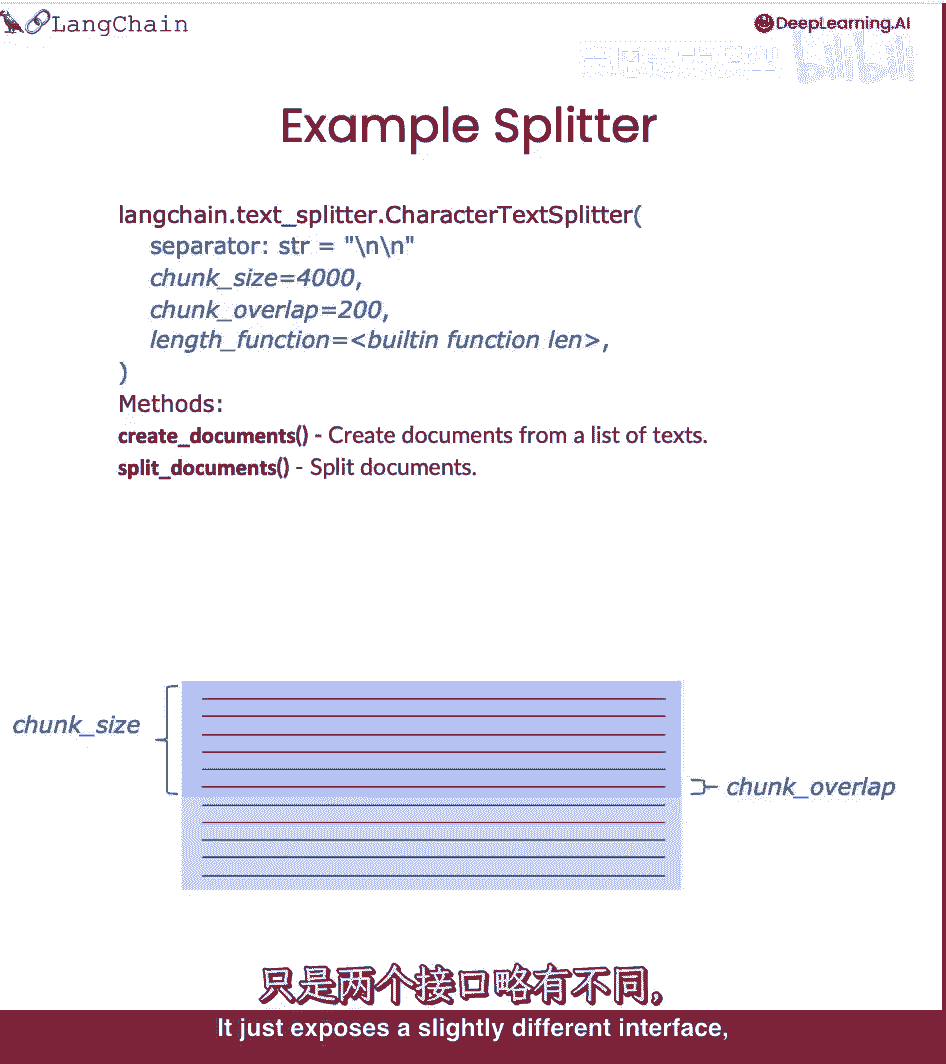 LangChain
DeepLearning.AI
bilibili
Example Splitter
langchain.text_splitter.CharacterTextSplitter(
separator: str = "\n\n"
chunk_size=4000,
chunk_overlap=200,
length_function=<builtin function len>,
)
Methods:
create_documents() - Create documents from a list of texts.
split_documents() - Split documents.
chunk_size
chunk_overlap
只是两个接口略有不同,
It just exposes a slightly different interface,